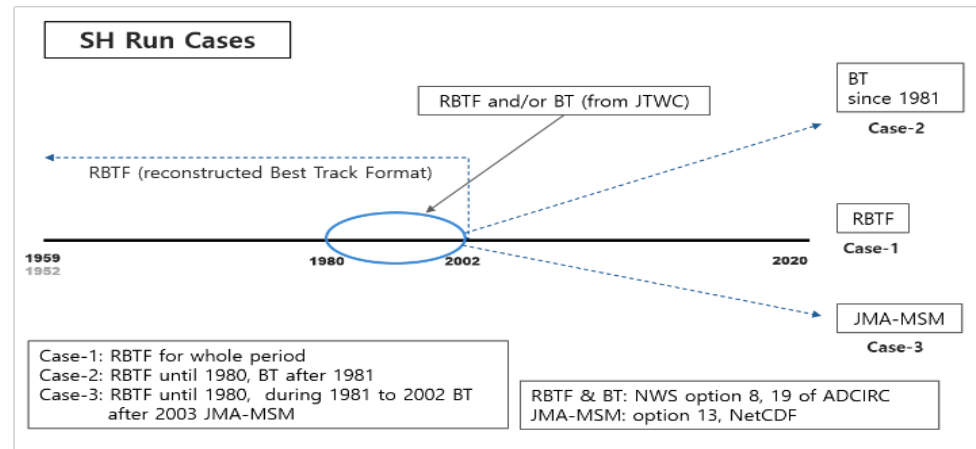 SH Run Cases
RBTF and/or BT (from JTWC)
BT
since 1981
Case-2
RBTF (reconstructed Best Track Format)
RBTF
Case-1
1959
1952
1980
2002
2020
JMA-MSM
Case-3
Case-1: RBTF for whole period
Case-2: RBTF until 1980, BT after 1981
Case-3: RBTF until 1980, during 1981 to 2002 BT
after 2003 JMA-MSM
RBTF & BT: NWS option 8, 19 of ADCIRC
JMA-MSM: option 13, NetCDF